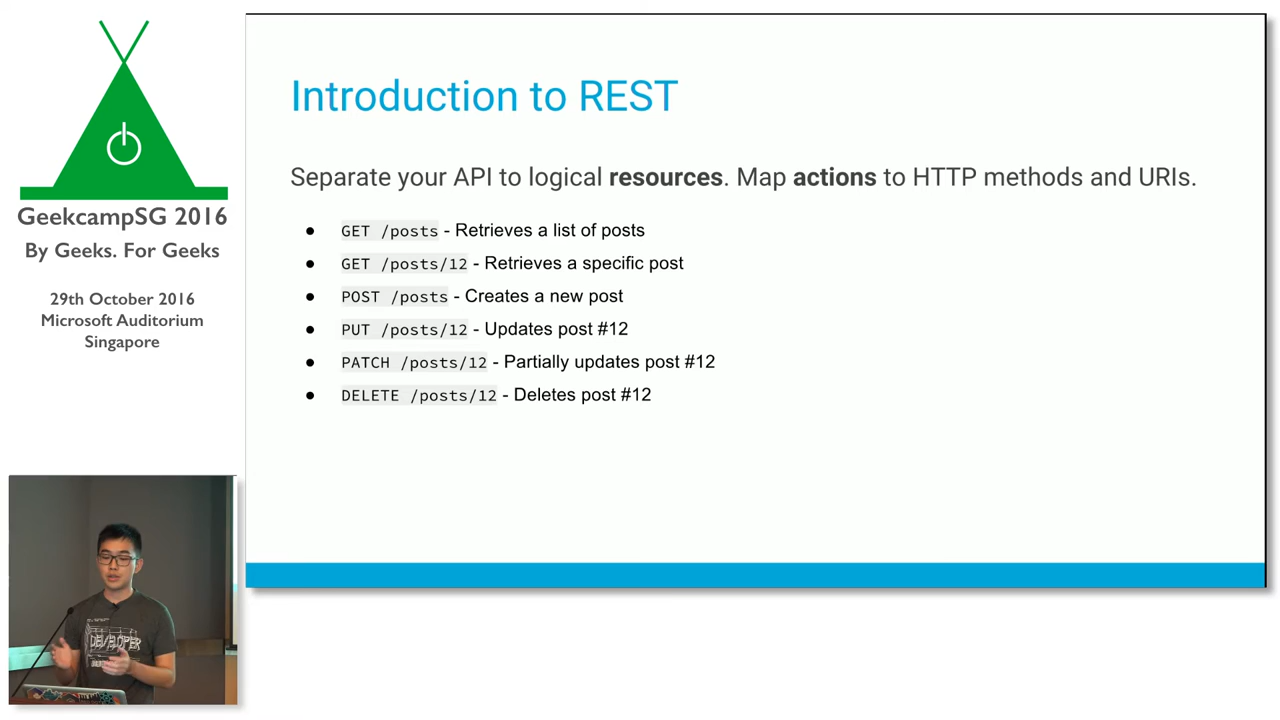 GeekcampSG 2016
By Geeks. For Geeks
29th October 2016
Microsoft Auditorium
Singapore
Introduction to REST
Separate your API to logical resources. Map actions to HTTP methods and URIs.
● GET /posts - Retrieves a list of posts
● GET /posts/12 - Retrieves a specific post
● POST /posts - Creates a new post
● PUT /posts/12 - Updates post #12
● PATCH /posts/12 - Partially updates post #12
● DELETE /posts/12 - Deletes post #12
DEVELOPER